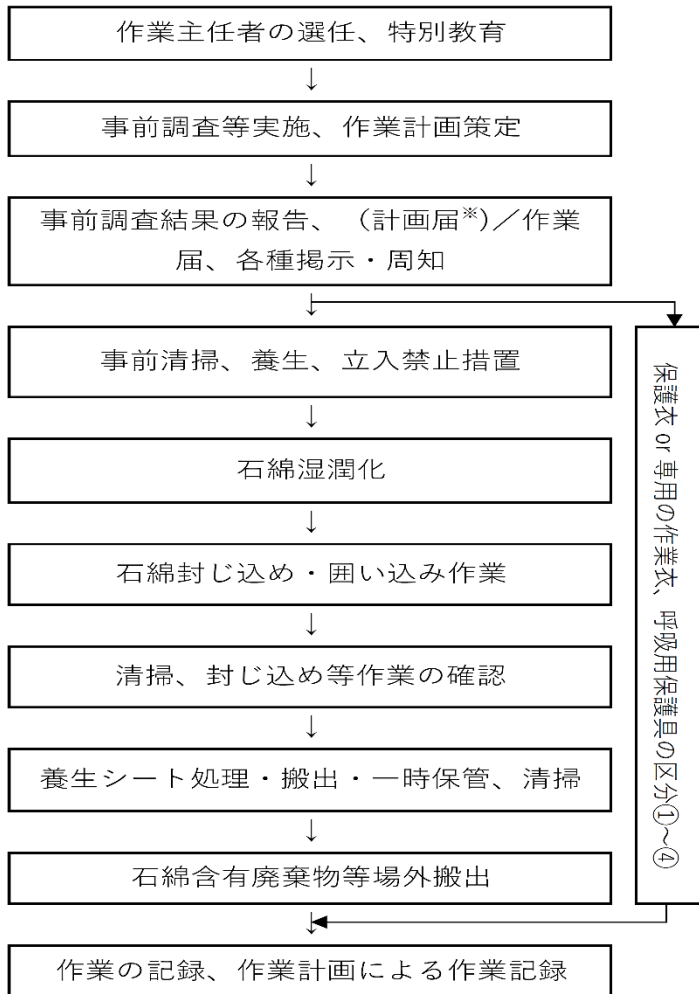 作業主任者の選任、特別教育
↓
事前調査等実施、作業計画策定
↓
事前調査結果の報告、（計画届※）／作業
届、各種掲示・周知
↓
事前清掃、養生、立入禁止措置
↓
石綿湿潤化
↓
石綿封じ込め・囲い込み作業
↓
清掃、封じ込め等作業の確認
↓
養生シート処理・搬出・一時保管、清掃
↓
石綿含有廃棄物等場外搬出
↓
作業の記録、作業計画による作業記録
保護衣 or 専用の作業衣、呼吸用保護具の区分①～④